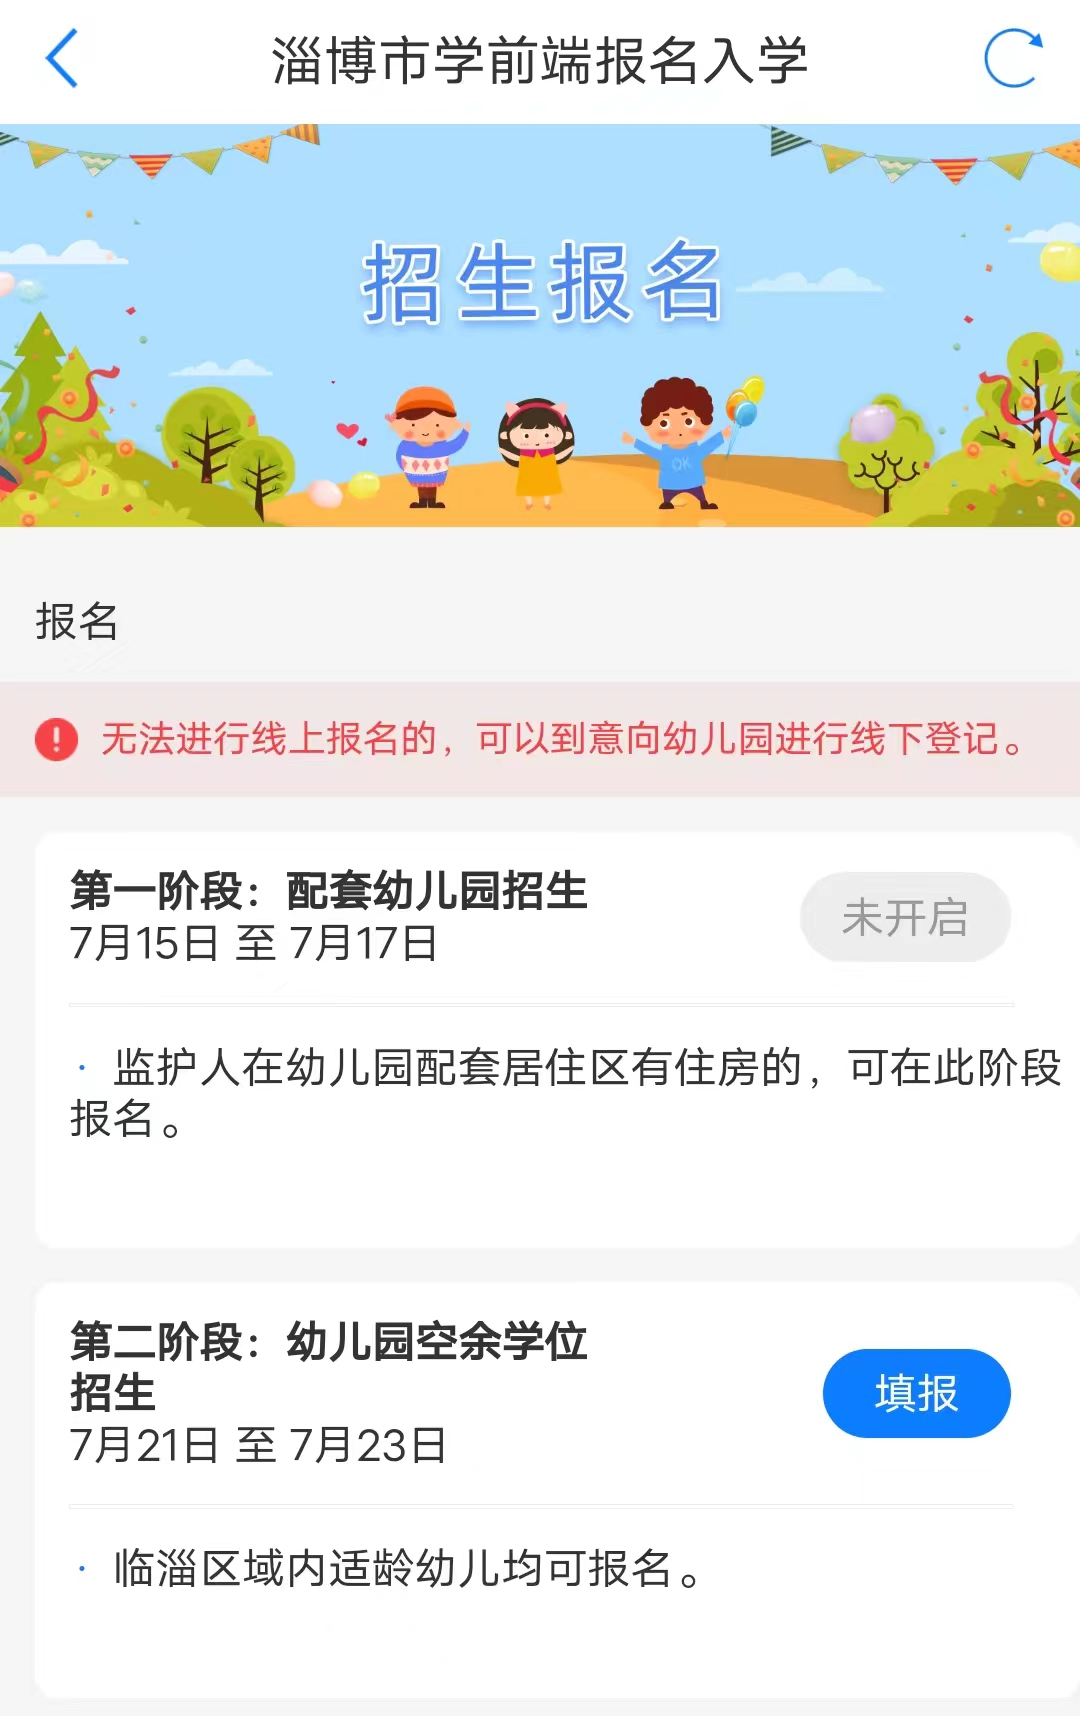 淄博市学前端报名入学
招生报名
OK
报名
无法进行线上报名的，可以到意向幼儿园进行线下登记。
第一阶段：配套幼儿园招生
7月15日 至 7月17日
未开启
· 监护人在幼儿园配套居住区有住房的，可在此阶段
报名。
第二阶段：幼儿园空余学位
招生
7月21日 至 7月23日
填报
· 临淄区域内适龄幼儿均可报名。